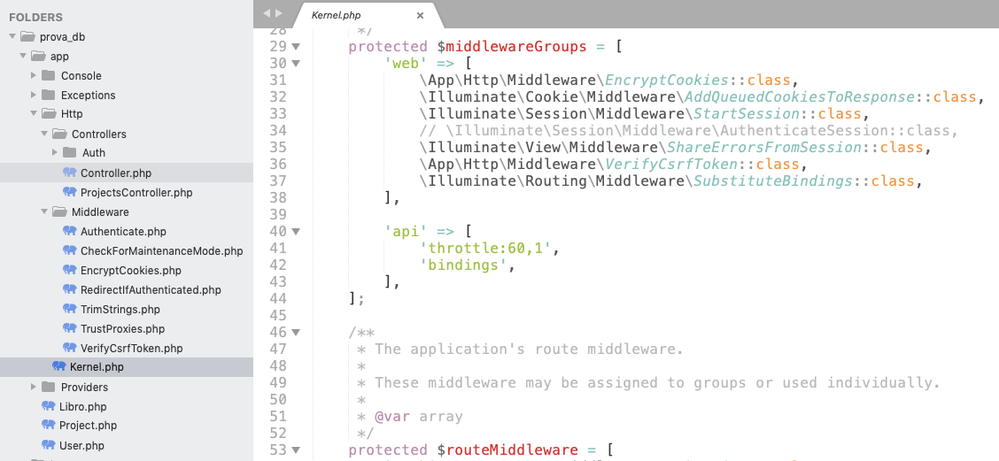 FOLDERS
prova_db
app
Console
Exceptions
Http
Controllers
Auth
Controller.php
ProjectsController.php
Middleware
Authenticate.php
CheckForMaintenanceMode.php
EncryptCookies.php
RedirectIfAuthenticated.php
TrimStrings.php
TrustProxies.php
VerifyCsrfToken.php
Kernel.php
Providers
Libro.php
Project.php
User.php
Kernel.php ×
28 */
29 protected $middlewareGroups = [
30 'web' => [
31 \App\Http\Middleware\EncryptCookies::class,
32 \Illuminate\Cookie\Middleware\AddQueuedCookiesToResponse::class,
33 \Illuminate\Session\Middleware\StartSession::class,
34 // \Illuminate\Session\Middleware\AuthenticateSession::class,
35 \Illuminate\View\Middleware\ShareErrorsFromSession::class,
36 \App\Http\Middleware\VerifyCsrfToken::class,
37 \Illuminate\Routing\Middleware\SubstituteBindings::class,
38 ],
39
40 'api' => [
41 'throttle:60,1',
42 'bindings',
43 ],
44 ];
45
46 /**
47 * The application's route middleware.
48 *
49 * These middleware may be assigned to groups or used individually.
50 *
51 * @var array
52 */
53 protected $routeMiddleware = [